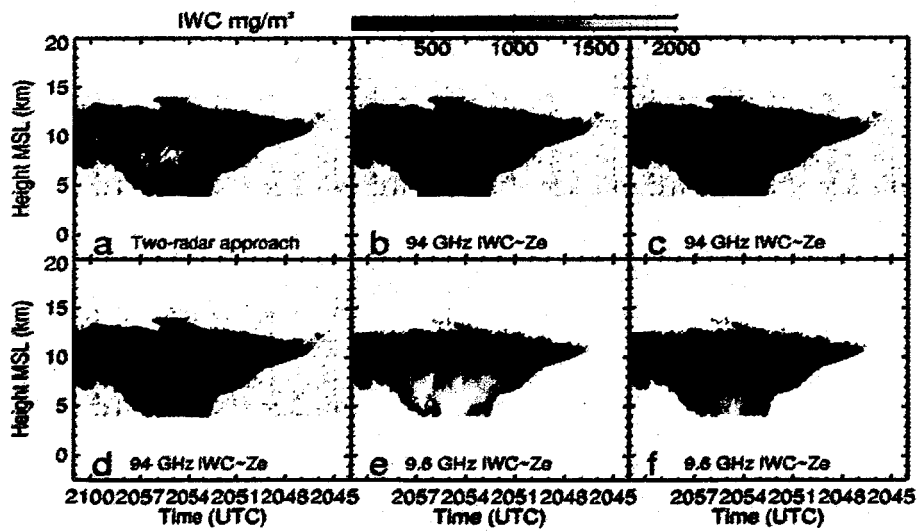 IWC mg/m³
500 1000 1500 2000
20
15
10
5
0
Height MSL (km)
a Two-radar approach
b 94 GHz IWC~Ze
c 94 GHz IWC~Ze
20
15
10
5
0
Height MSL (km)
d 94 GHz IWC~Ze
e 9.6 GHz IWC~Ze
f 9.6 GHz IWC~Ze
2100 2057 2054 2051 2048 2045
2057 2054 2051 2048
2057 2054 2051 2048 2045
Time (UTC) Time (UTC) Time (UTC)